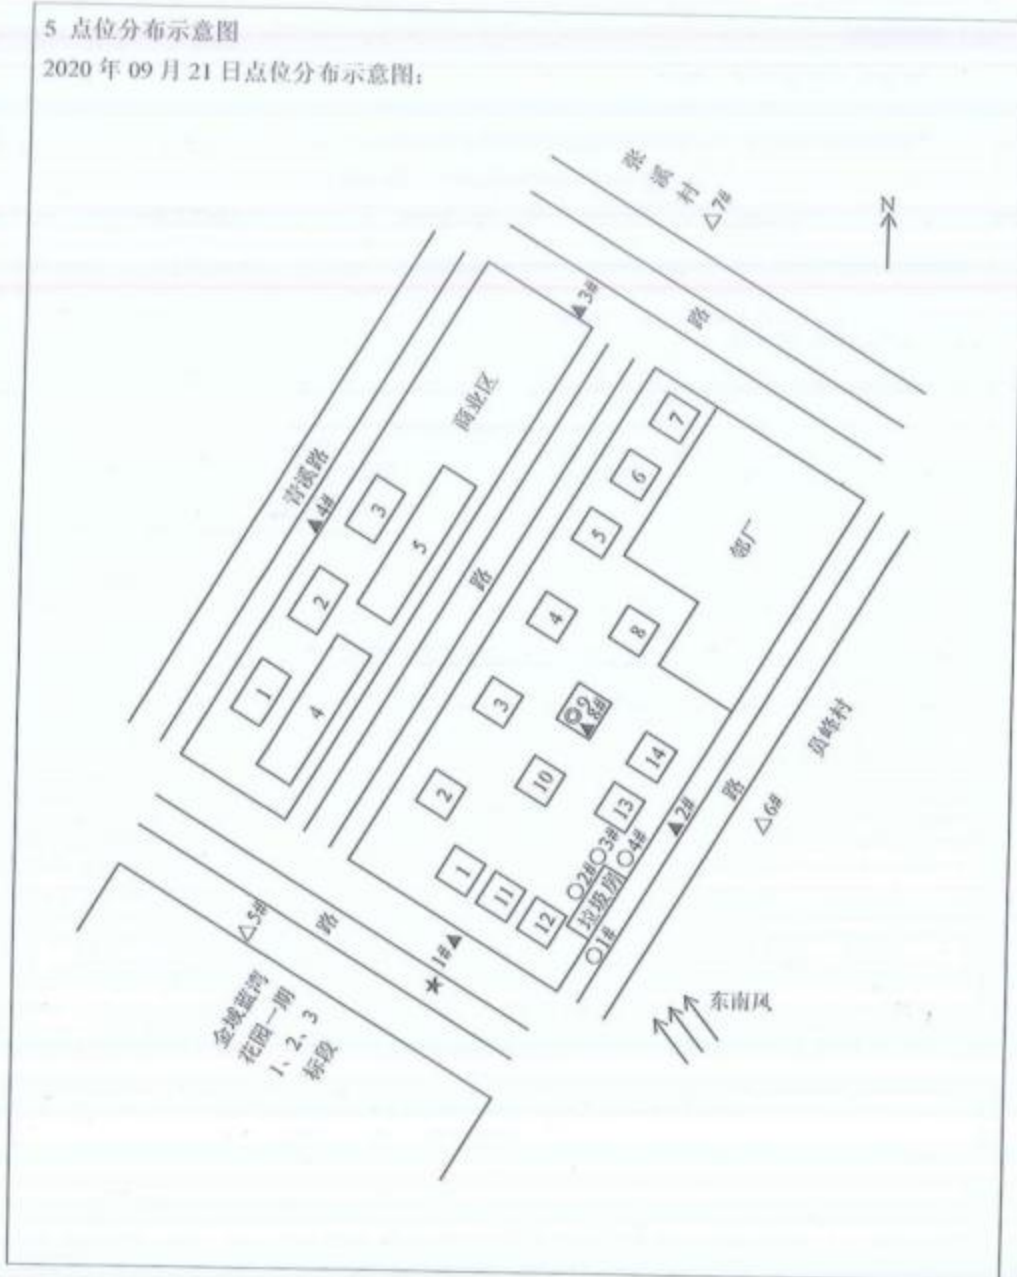 5 点位分布示意图
2020 年 09 月 21 日点位分布示意图：
张溪村
△7#
N
▲3#
路
商业区
青溪路
▲4#
3
2
1
5
4
路
7
6
5
4
3
2
1
邻厂
8
◎9
▲8#
10
14
13
11
12
○2#○3#
○4#
垃圾房
○1#
▲2#
路
△6#
员峰村
△5#
路
1#▲
★
金域蓝湾
花园一期
1、2、3
标段
东南风